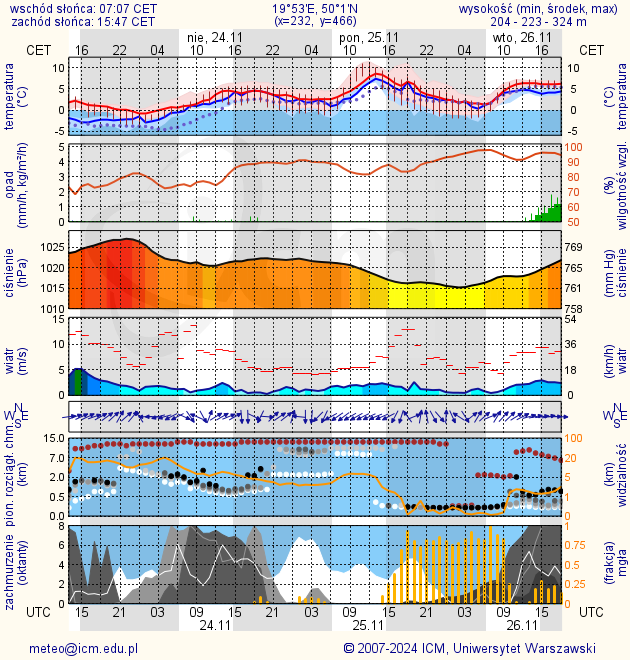 wschód słońca: 07:07 CET 19°53'E, 50°1'N wysokość (min, środek, max)
zachód słońca: 15:47 CET (x=232, y=466) 204 - 223 - 324 m
nie, 24.11 pon, 25.11 wto, 26.11
CET 16 22 04 10 16 22 04 10 16 22 04 10 16 CET
temperatura (°C)
10 5 0 -5
10 5 0 -5
temperatura (°C)
opad (mm/h, kg/m²/h)
5 4 3 2 1 0
100 90 80 70 60 50
wilgotność wzgl. (%)
ciśnienie (hPa)
1025 1020 1015 1010
769 765 761 758
ciśnienie (mm Hg)
wiatr (m/s)
15 10 5 0
54 36 18 0
wiatr (km/h)
N W E S
N W E S
pion. rozciągł. chm. (km)
15.0 7.0 2.0 0.5 0.0
100 20 5 1 0
widzialność (km)
zachmurzenie (oktanty)
8 6 4 2 0
1 0.75 0.5 0.25 0
mgła (frakcja)
UTC 15 21 03 09 15 21 03 09 15 21 03 09 15 UTC
24.11 25.11 26.11
meteo@icm.edu.pl © 2007-2024 ICM, Uniwersytet Warszawski